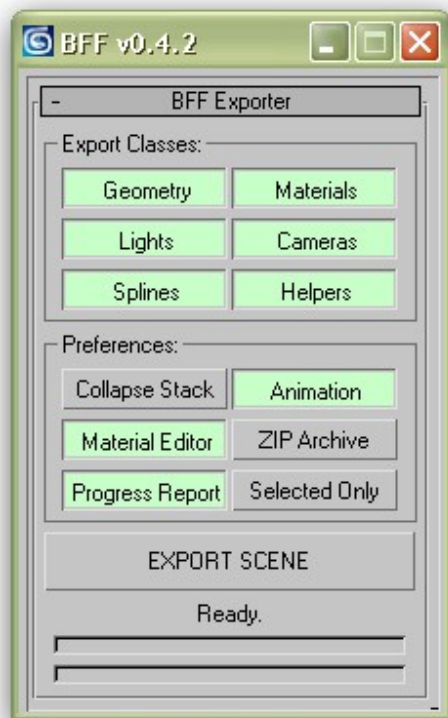 BFF v0.4.2
- BFF Exporter
Export Classes:
Geometry Materials
Lights Cameras
Splines Helpers
Preferences:
Collapse Stack Animation
Material Editor ZIP Archive
Progress Report Selected Only
EXPORT SCENE
Ready.